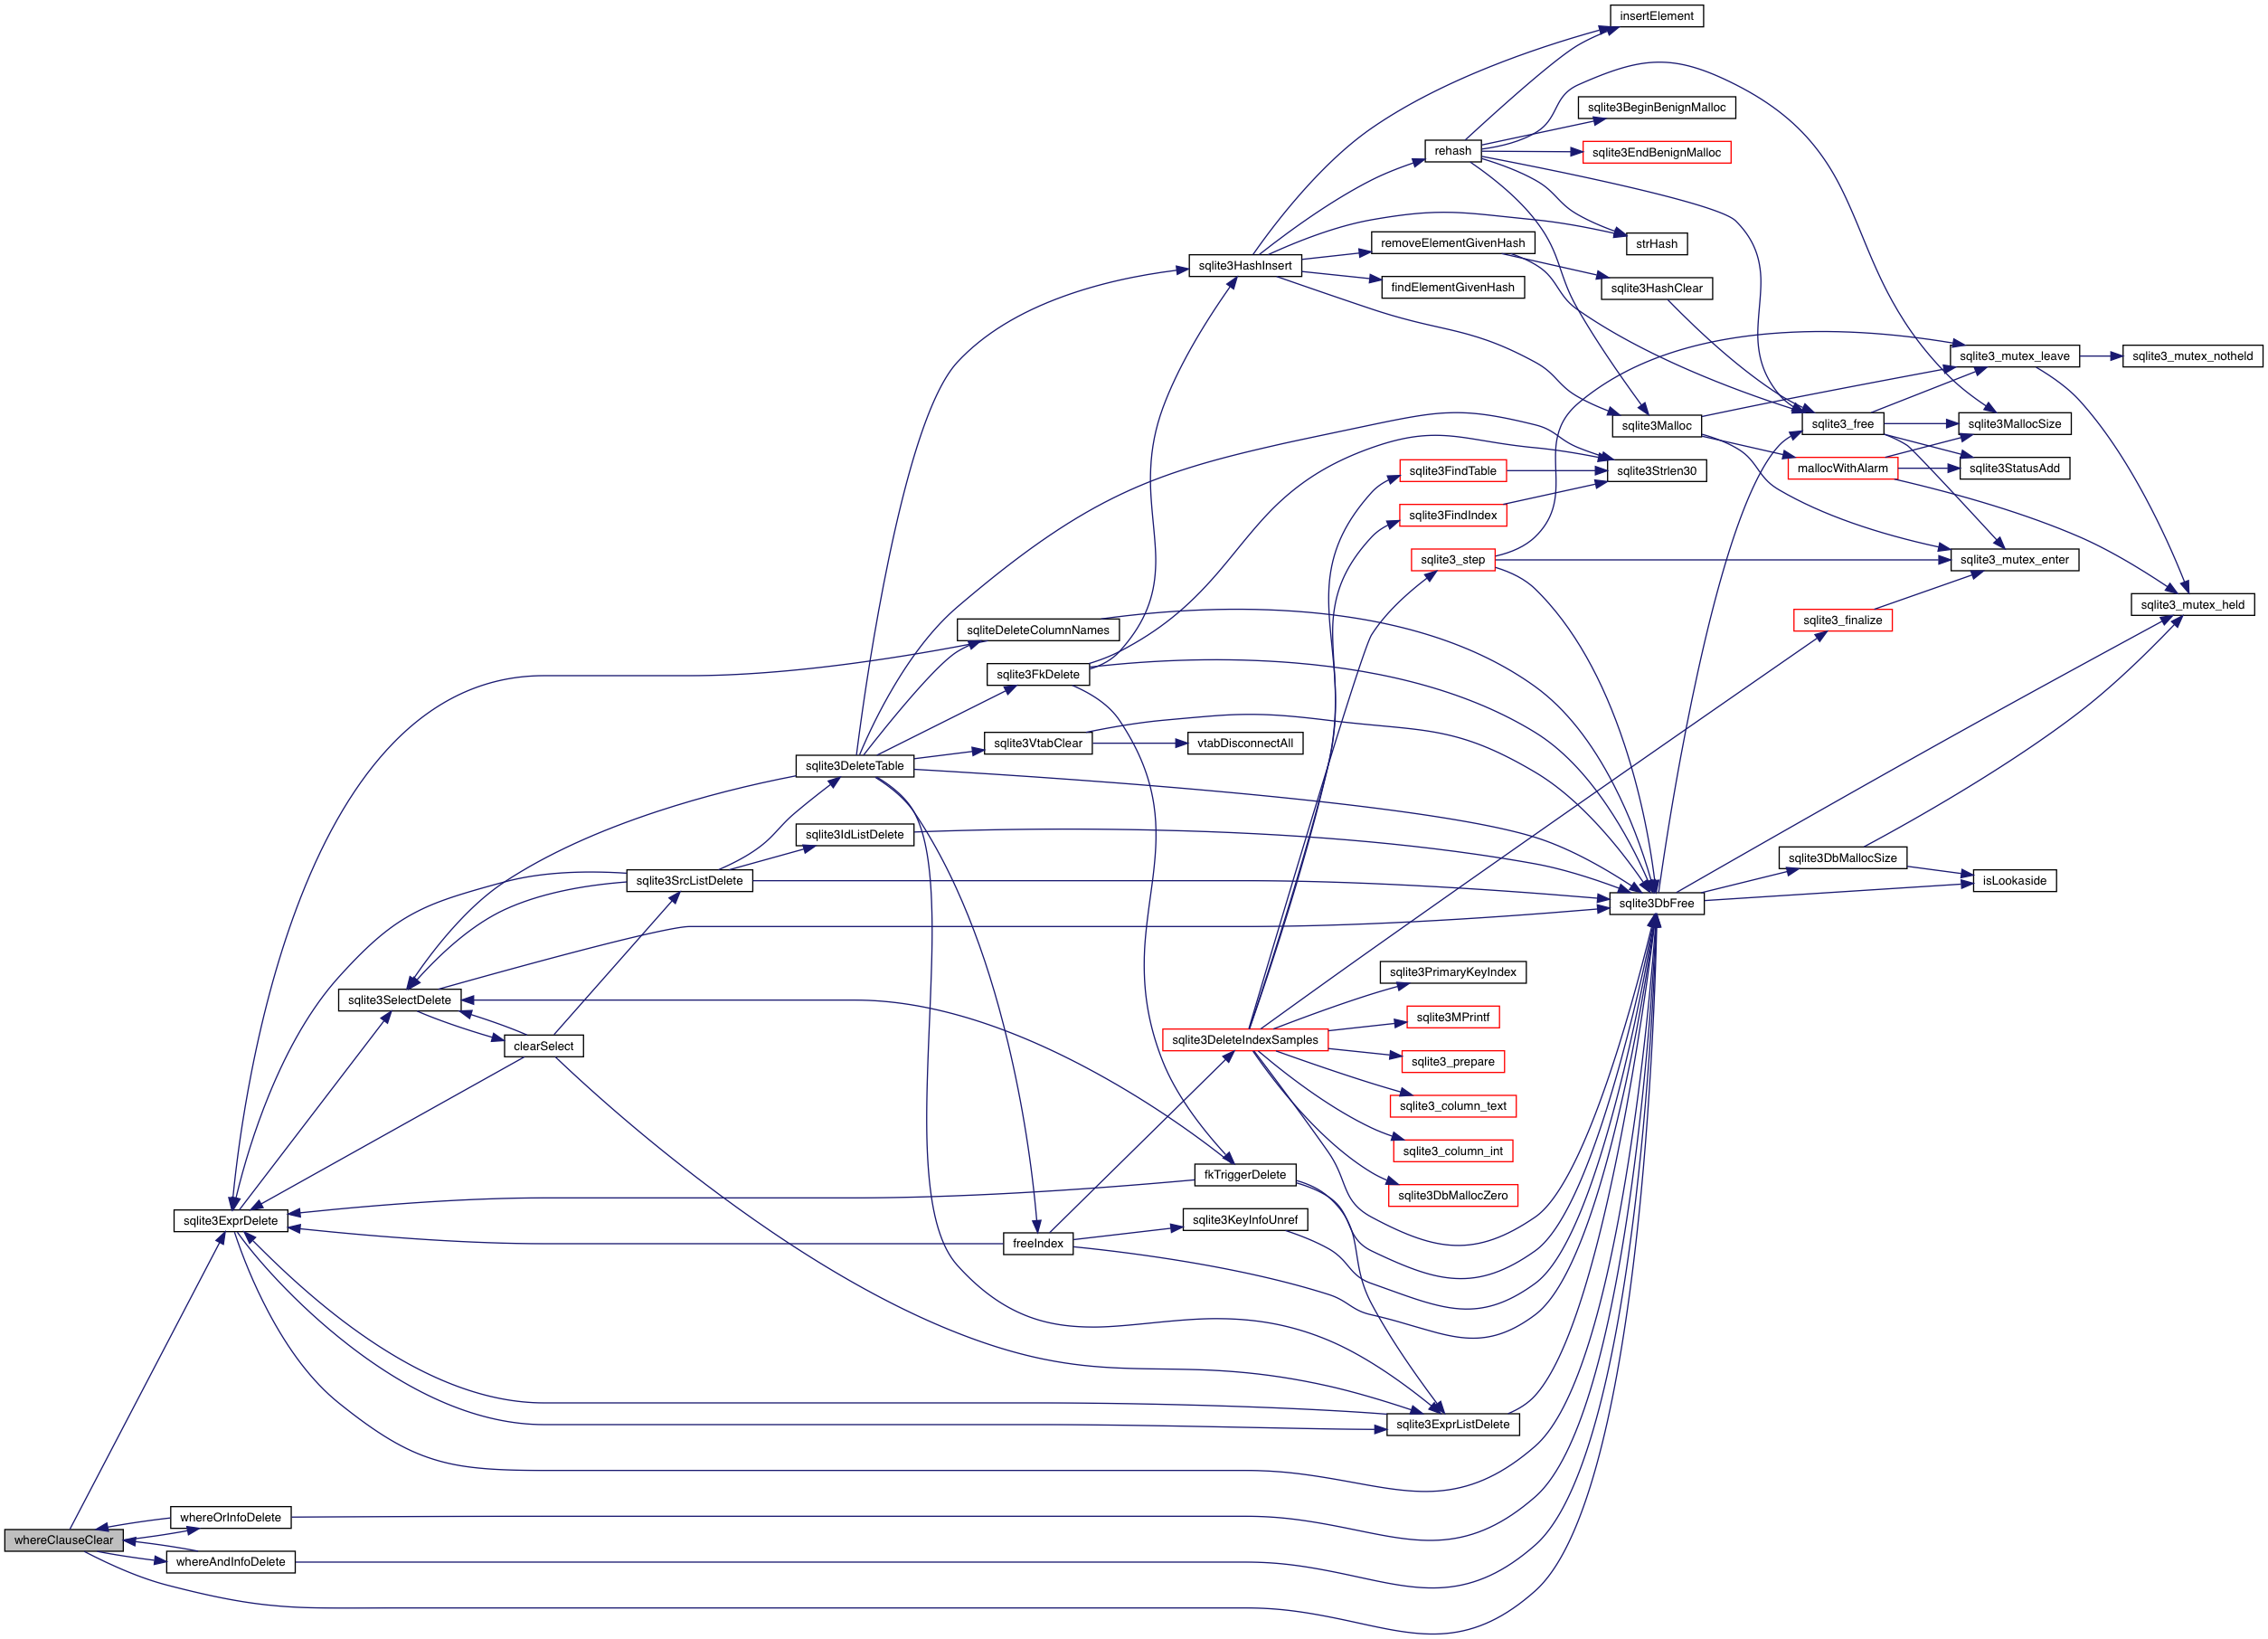 insertElement
sqlite3BeginBenignMalloc
rehash
sqlite3EndBenignMalloc
removeElementGivenHash
strHash
sqlite3HashInsert
findElementGivenHash
sqlite3HashClear
sqlite3_mutex_leave
sqlite3_mutex_notheld
sqlite3Malloc
sqlite3_free
sqlite3MallocSize
sqlite3FindTable
sqlite3Strlen30
mallocWithAlarm
sqlite3StatusAdd
sqlite3FindIndex
sqlite3_step
sqlite3_mutex_enter
sqlite3_mutex_held
sqlite3_finalize
sqliteDeleteColumnNames
sqlite3FkDelete
sqlite3VtabClear
vtabDisconnectAll
sqlite3DeleteTable
sqlite3IdListDelete
sqlite3DbMallocSize
sqlite3SrcListDelete
isLookaside
sqlite3DbFree
sqlite3PrimaryKeyIndex
sqlite3SelectDelete
sqlite3MPrintf
sqlite3DeleteIndexSamples
clearSelect
sqlite3_prepare
sqlite3_column_text
sqlite3_column_int
fkTriggerDelete
sqlite3DbMallocZero
sqlite3ExprDelete
sqlite3KeyInfoUnref
freeIndex
sqlite3ExprListDelete
whereOrInfoDelete
whereClauseClear
whereAndInfoDelete